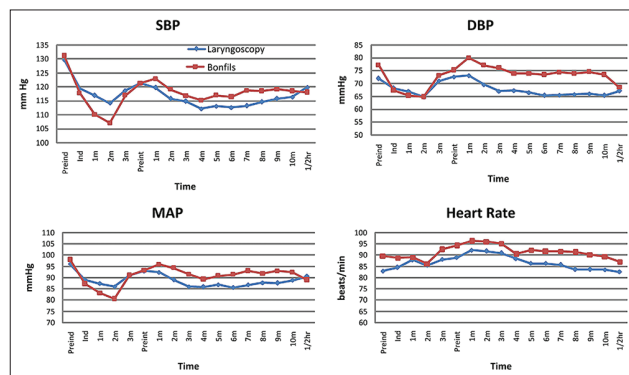 SBP
135
130
125
120
115
110
105
100
mm Hg
Laryngoscopy
Bonfils
Preind
Ind
1m
2m
3m
Preint
1m
2m
3m
4m
5m
6m
7m
8m
9m
10m
1/2hr
Time
DBP
85
80
75
70
65
60
55
50
mm Hg
Preind
Ind
1m
2m
3m
Preint
1m
2m
3m
4m
5m
6m
7m
8m
9m
10m
1/2hr
Time
MAP
110
105
100
95
90
85
80
75
70
mmHg
Preind
Ind
1m
2m
3m
Preint
1m
2m
3m
4m
5m
6m
7m
8m
9m
10m
1/2hr
Time
Heart Rate
100
95
90
85
80
75
70
65
60
beats/min
Preind
Ind
1m
2m
3m
Preint
1m
2m
3m
4m
5m
6m
7m
8m
9m
10m
1/2hr
Time